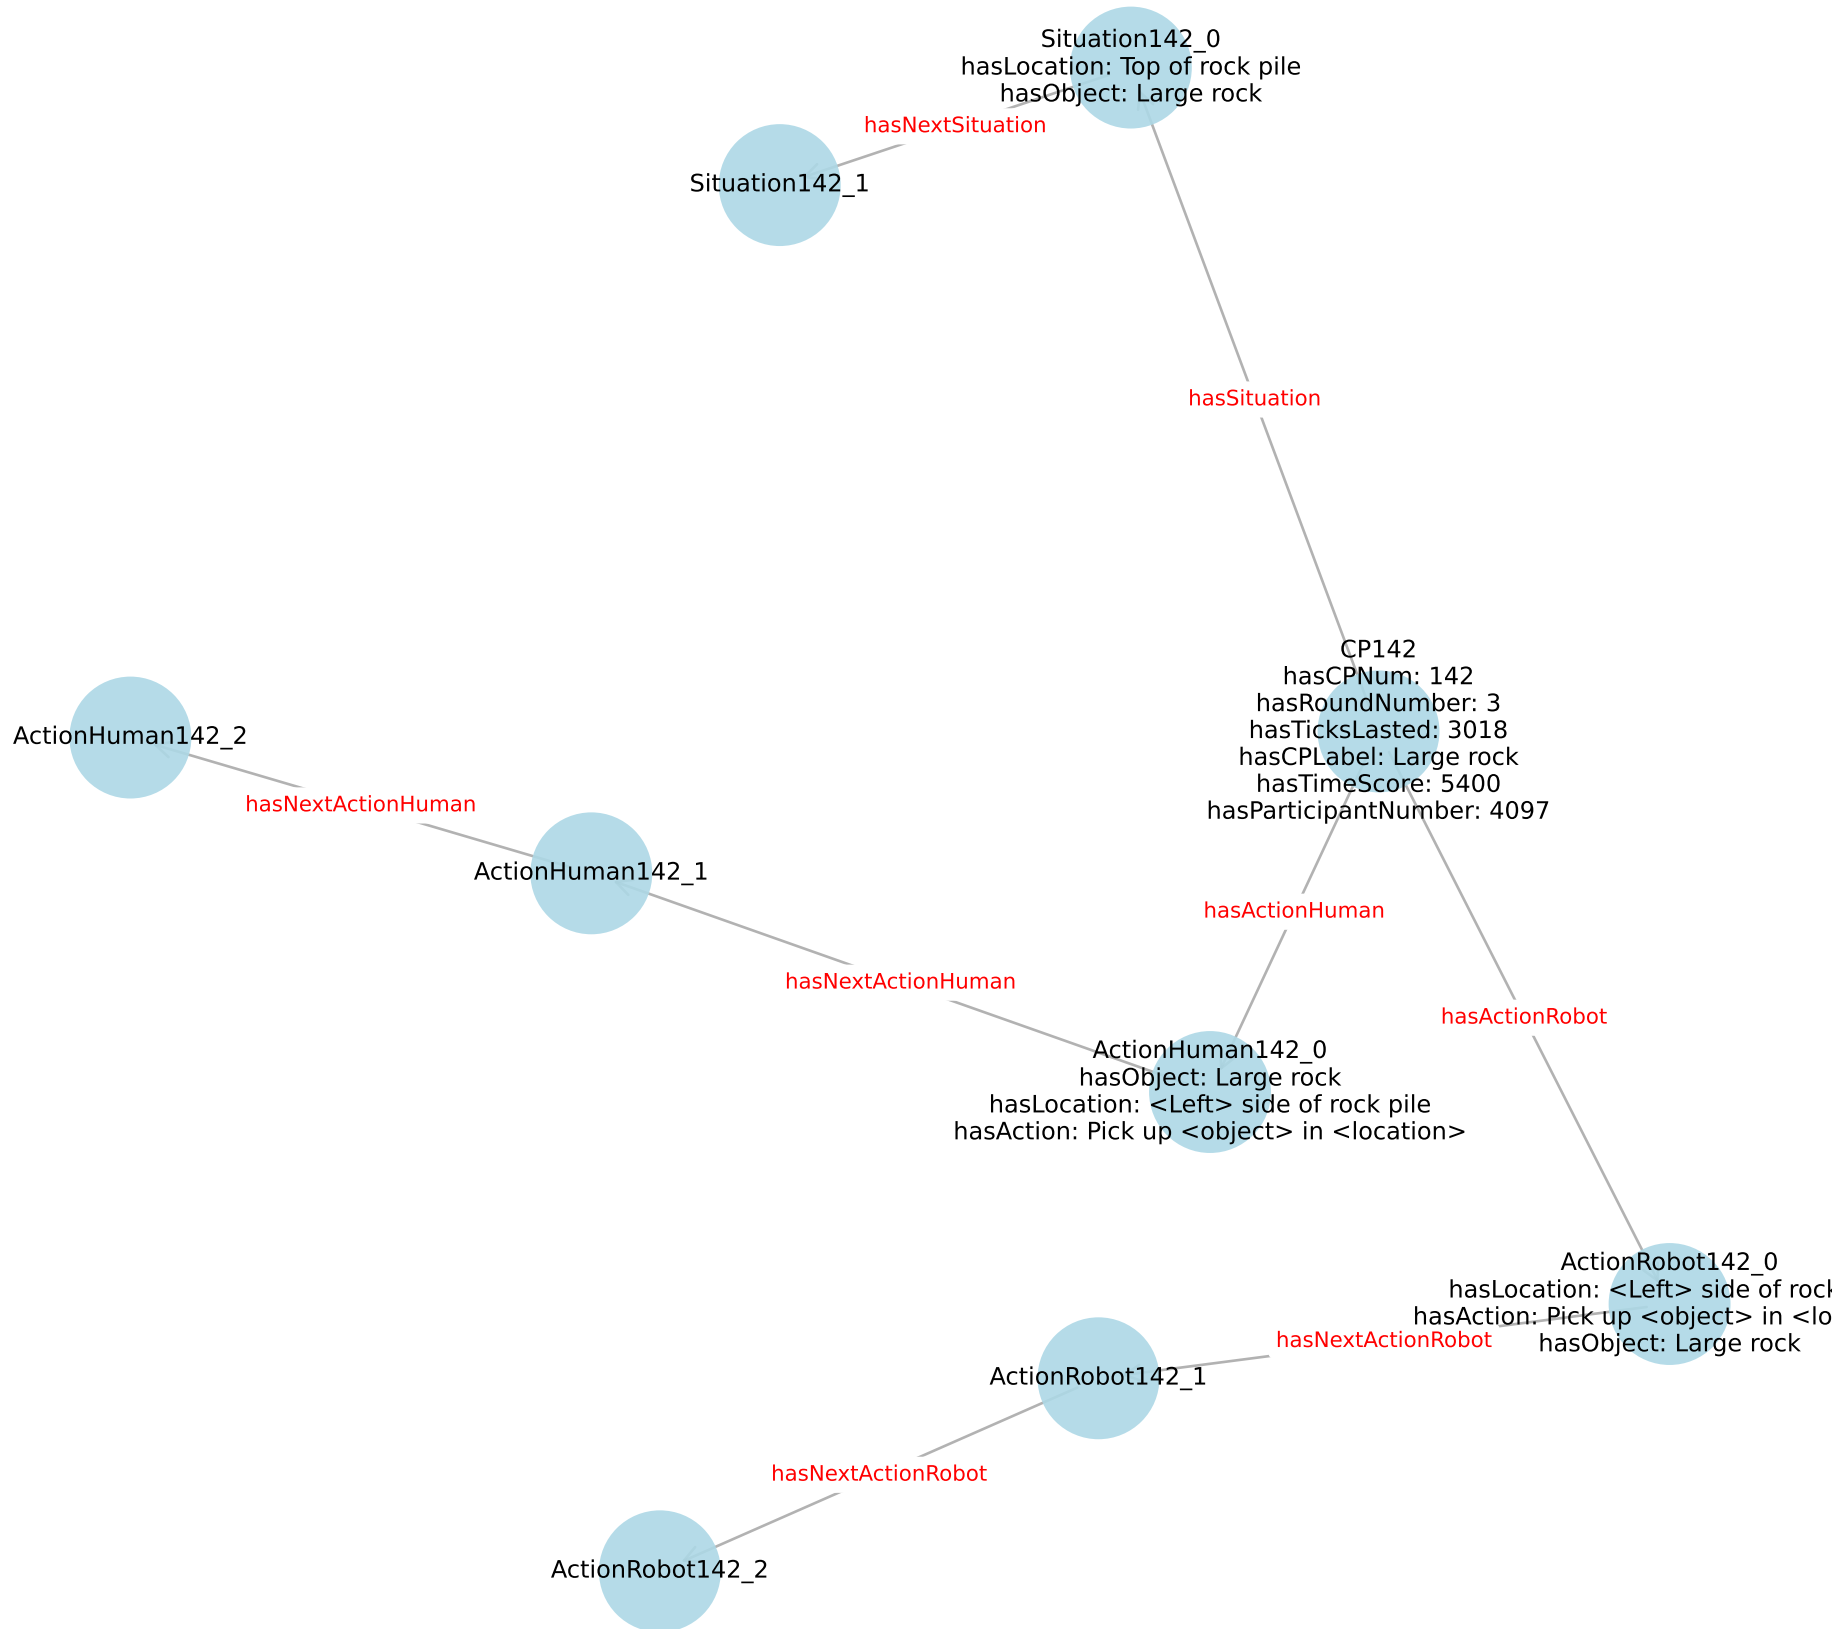 Situation142_0
hasLocation: Top of rock pile
hasObject: Large rock
hasNextSituation
Situation142_1
hasSituation
CP142
hasCPNum: 142
hasRoundNumber: 3
hasTicksLasted: 3018
hasCPLabel: Large rock
hasTimeScore: 5400
hasParticipantNumber: 4097
ActionHuman142_2
hasNextActionHuman
ActionHuman142_1
hasActionHuman
hasNextActionHuman
hasActionRobot
ActionHuman142_0
hasObject: Large rock
hasLocation: <Left> side of rock pile
hasAction: Pick up <object> in <location>
ActionRobot142_0
hasLocation: <Left> side of rock
hasAction: Pick up <object> in <lo
hasObject: Large rock
hasNextActionRobot
ActionRobot142_1
hasNextActionRobot
ActionRobot142_2